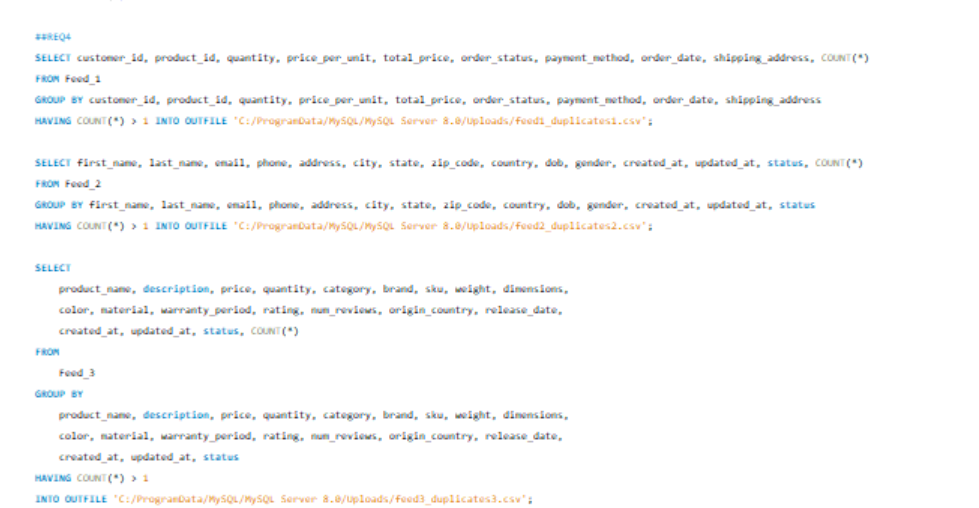 ##REQ4
SELECT customer_id, product_id, quantity, price_per_unit, total_price, order_status, payment_method, order_date, shipping_address, COUNT(*)
FROM Feed_1
GROUP BY customer_id, product_id, quantity, price_per_unit, total_price, order_status, payment_method, order_date, shipping_address
HAVING COUNT(*) > 1 INTO OUTFILE 'C:/ProgramData/MySQL/MySQL Server 8.0/Uploads/feed1_duplicates1.csv';
SELECT first_name, last_name, email, phone, address, city, state, zip_code, country, dob, gender, created_at, updated_at, status, COUNT(*)
FROM Feed_2
GROUP BY first_name, last_name, email, phone, address, city, state, zip_code, country, dob, gender, created_at, updated_at, status
HAVING COUNT(*) > 1 INTO OUTFILE 'C:/ProgramData/MySQL/MySQL Server 8.0/Uploads/feed2_duplicates2.csv';
SELECT
product_name, description, price, quantity, category, brand, sku, weight, dimensions,
color, material, warranty_period, rating, num_reviews, origin_country, release_date,
created_at, updated_at, status, COUNT(*)
FROM
Feed_3
GROUP BY
product_name, description, price, quantity, category, brand, sku, weight, dimensions,
color, material, warranty_period, rating, num_reviews, origin_country, release_date,
created_at, updated_at, status
HAVING COUNT(*) > 1
INTO OUTFILE 'C:/ProgramData/MySQL/MySQL Server 8.0/Uploads/feed3_duplicates3.csv';